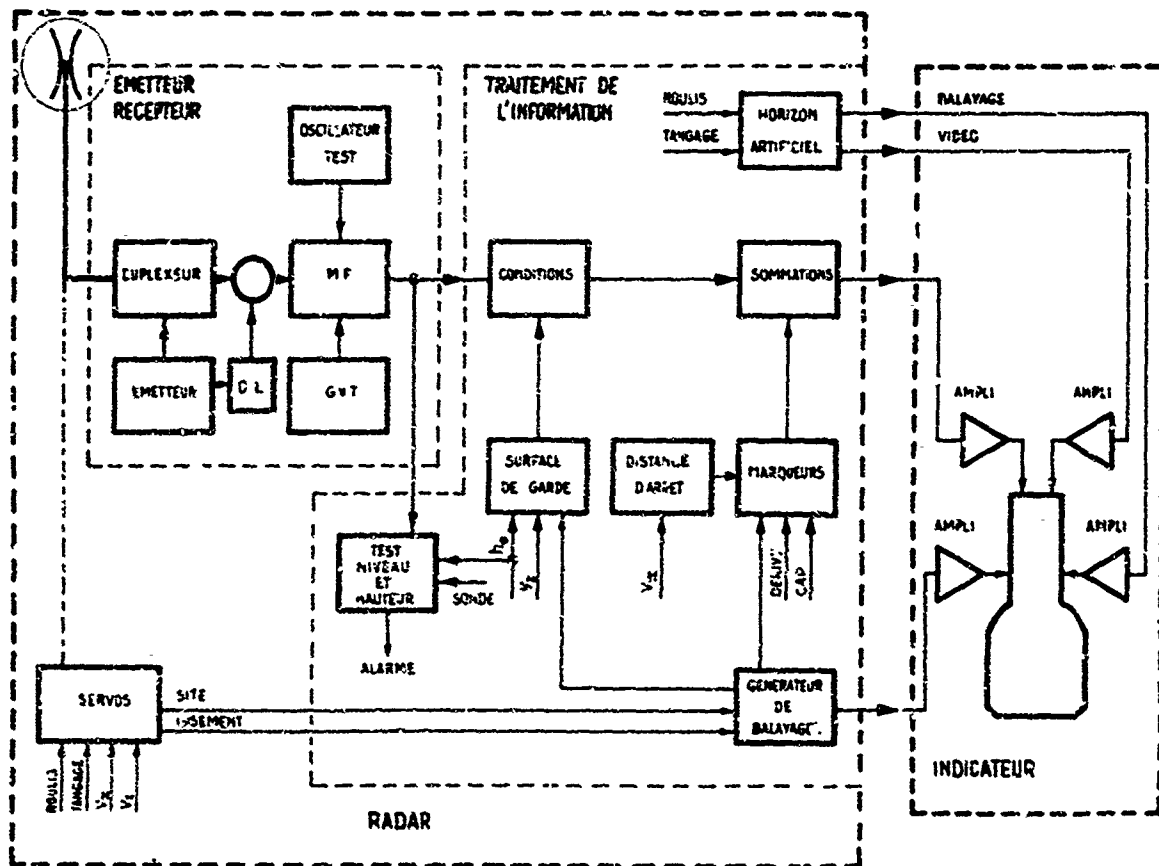 EMETTEUR
RECEPTEUR
OSCILLATEUR
TEST
DUPLEXEUR
M F
EMETTEUR
O L
TRAITEMENT DE
L'INFORMATION
ROULIS
TANGAGE
HORIZON
ARTIFICIEL
BALAYAGE
VIDEO
CONDITIONS
SOMMATIONS
AMPLI
AMPLI
AMPLI
AMPLI
SURFACE
DE GARDE
DISTANCE
D'ARRET
MARQUEURS
TEST
NIVEAU
ET
HAUTEUR
SONDE
DERIVE
CAP
ALARME
SERVOS
SITE
GISEMENT
GENERATEUR
DE
BALAYAGE
ROULIS
TANGAGE
RADAR
INDICATEUR